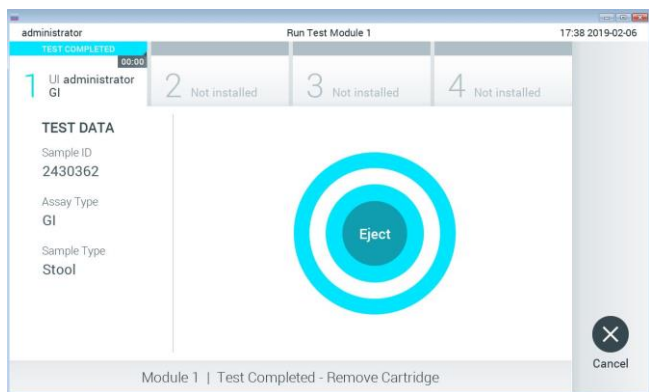 administrator
Run Test Module 1
17:38 2019-02-06
TEST COMPLETED
00:00
1
UI administrator
GI
2 Not installed
3 Not installed
4 Not installed
TEST DATA
Sample ID
2430362
Assay Type
GI
Sample Type
Stool
Eject
Cancel
Module 1 | Test Completed - Remove Cartridge